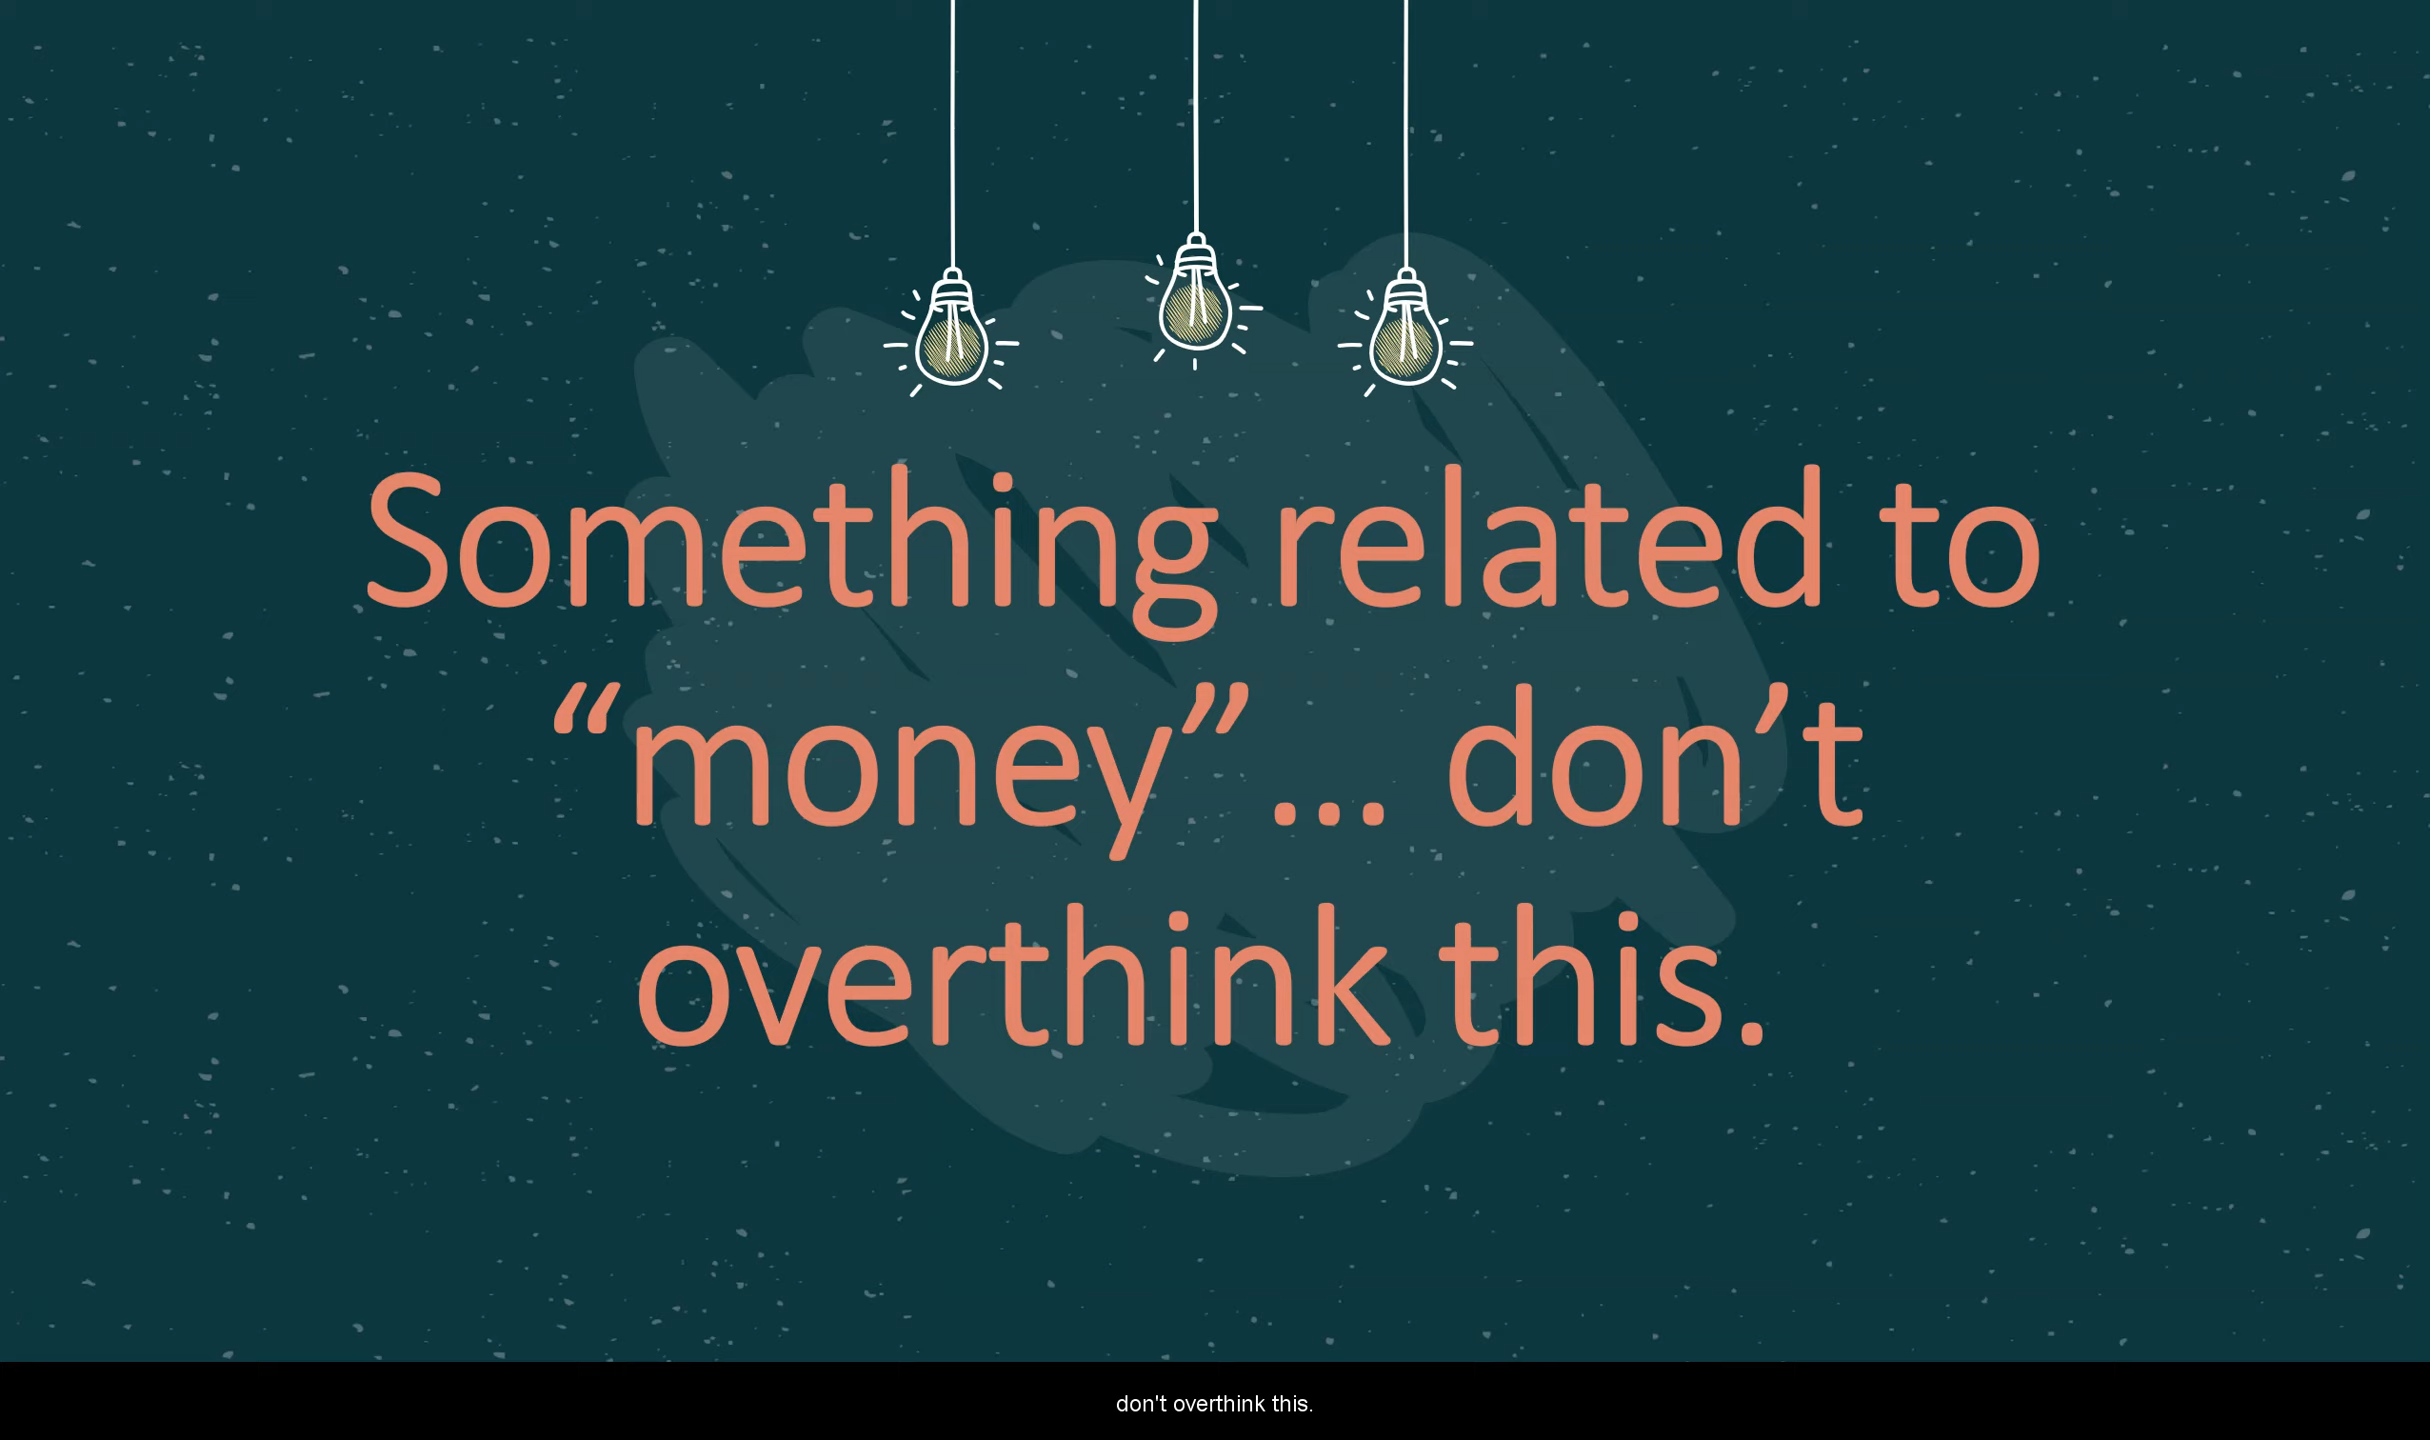 Something related to
“money” ... don’t
overthink this.
don't overthink this.